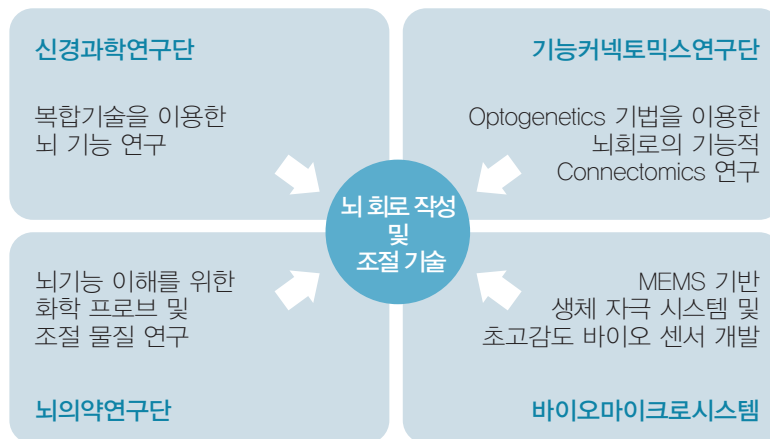 신경과학연구단
복합기술을 이용한
뇌 기능 연구
기능커넥토믹스연구단
Optogenetics 기법을 이용한
뇌회로의 기능적
Connectomics 연구
뇌 회로 작성
및
조절 기술
뇌기능 이해를 위한
화학 프로브 및
조절 물질 연구
뇌의약연구단
MEMS 기반
생체 자극 시스템 및
초고감도 바이오 센서 개발
바이오마이크로시스템